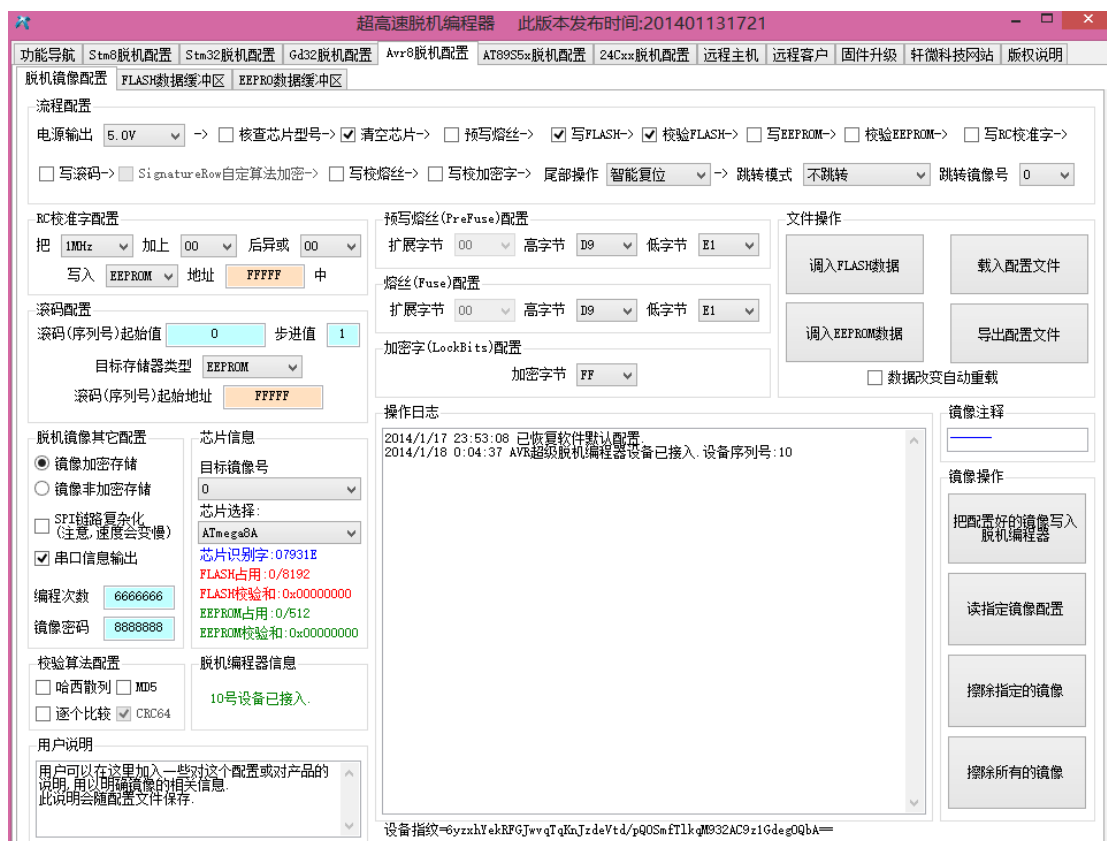 超高速脱机编程器 此版本发布时间:201401131721
功能导航 Stm8脱机配置 Stm32脱机配置 Gd32脱机配置 Avr8脱机配置 AT89S5x脱机配置 24Cxx脱机配置 远程主机 远程客户 固件升级 轩微科技网站 版权说明
脱机镜像配置 FLASH数据缓冲区 EEPRO数据缓冲区
流程配置
电源输出 5.0V -> 核查芯片型号-> 清空芯片-> 预写熔丝-> 写FLASH-> 校验FLASH-> 写EEPROM-> 校验EEPROM-> 写RC校准字->
写滚码-> SignatureRow自定算法加密-> 写校熔丝-> 写校加密字-> 尾部操作 智能复位 -> 跳转模式 不跳转 跳转镜像号 0
RC校准字配置
把 1MHz 加上 00 后异或 00
写入 EEPROM 地址 FFFFF 中
滚码配置
滚码(序列号)起始值 0 步进值 1
目标存储器类型 EEPROM
滚码(序列号)起始地址 FFFFF
预写熔丝(PreFuse)配置
扩展字节 00 高字节 D9 低字节 E1
熔丝(Fuse)配置
扩展字节 00 高字节 D9 低字节 E1
加密字(LockBits)配置
加密字节 FF
文件操作
调入FLASH数据 载入配置文件
调入EEPROM数据 导出配置文件
数据改变自动重载
脱机镜像其它配置
镜像加密存储
镜像非加密存储
SPI链路复杂化
(注意,速度会变慢)
串口信息输出
编程次数 6666666
镜像密码 8888888
芯片信息
目标镜像号
0
芯片选择:
ATmega8A
芯片识别字:07931E
FLASH占用:0/8192
FLASH校验和:0x00000000
EEPROM占用:0/512
EEPROM校验和:0x00000000
校验算法配置
哈西散列 MD5
逐个比较 CRC64
脱机编程器信息
10号设备已接入.
用户说明
用户可以在这里加入一些对这个配置或对产品的
说明,用以明确镜像的相关信息.
此说明会随配置文件保存.
操作日志
2014/1/17 23:53:08 已恢复软件默认配置.
2014/1/18 0:04:37 AVR超级脱机编程器设备已接入.设备序列号:10
设备指纹=6yzxhYekRFGJwvqTqKnJzdeVtd/pQOSmfTlkqM932AC9z1GdegOQbA==
镜像注释
镜像操作
把配置好的镜像写入
脱机编程器
读指定镜像配置
擦除指定的镜像
擦除所有的镜像